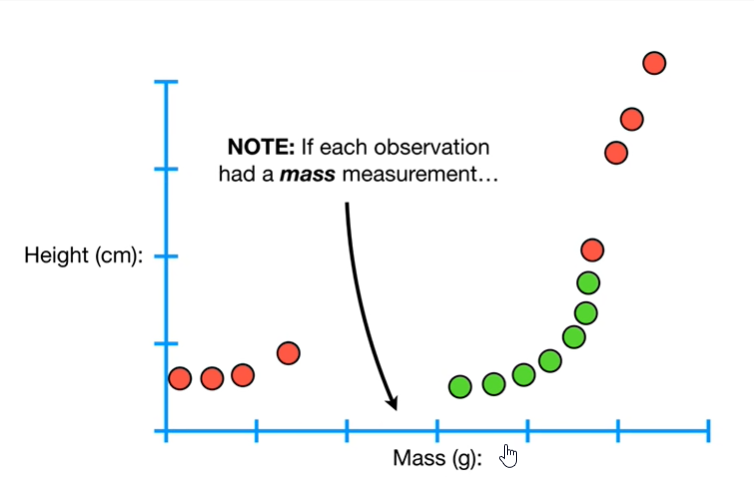 NOTE: If each observation
had a mass measurement…
Height (cm):
Mass (g):